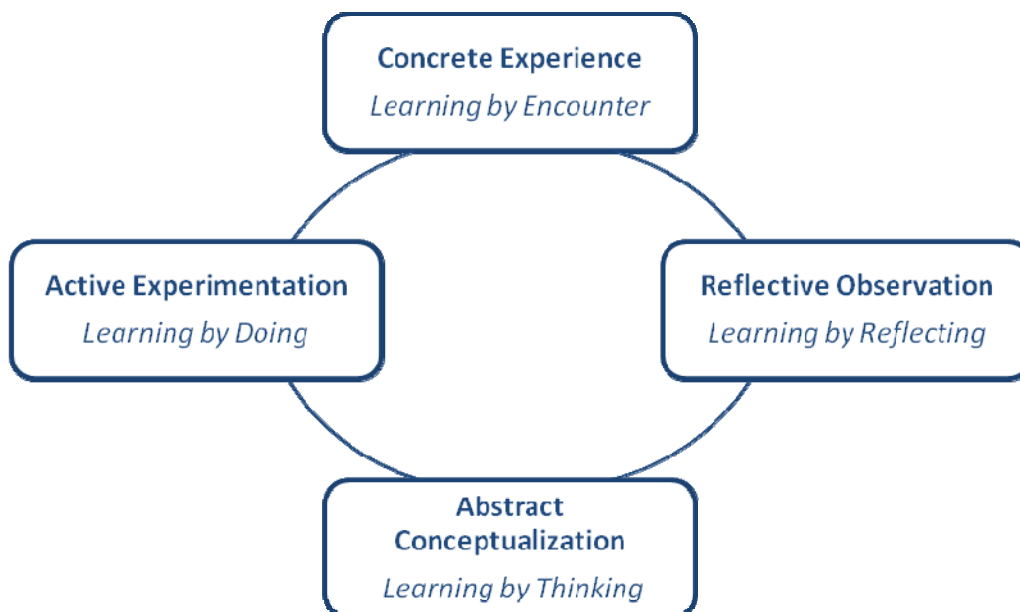 Concrete Experience
Learning by Encounter
Active Experimentation
Learning by Doing
Reflective Observation
Learning by Reflecting
Abstract
Conceptualization
Learning by Thinking